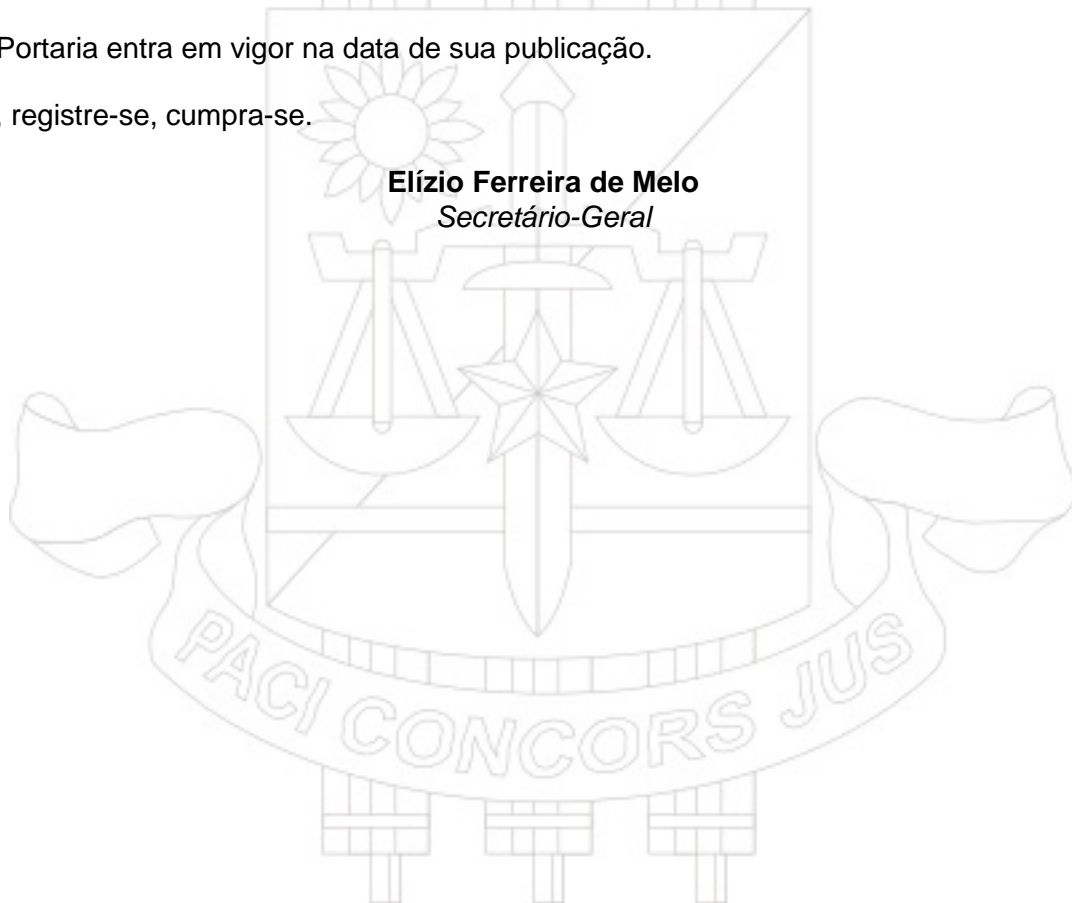 Portaria entra em vigor na data de sua publicação.
, registre-se, cumpra-se.
Elízio Ferreira de Melo
Secretário-Geral
PACI CONCORS JUS